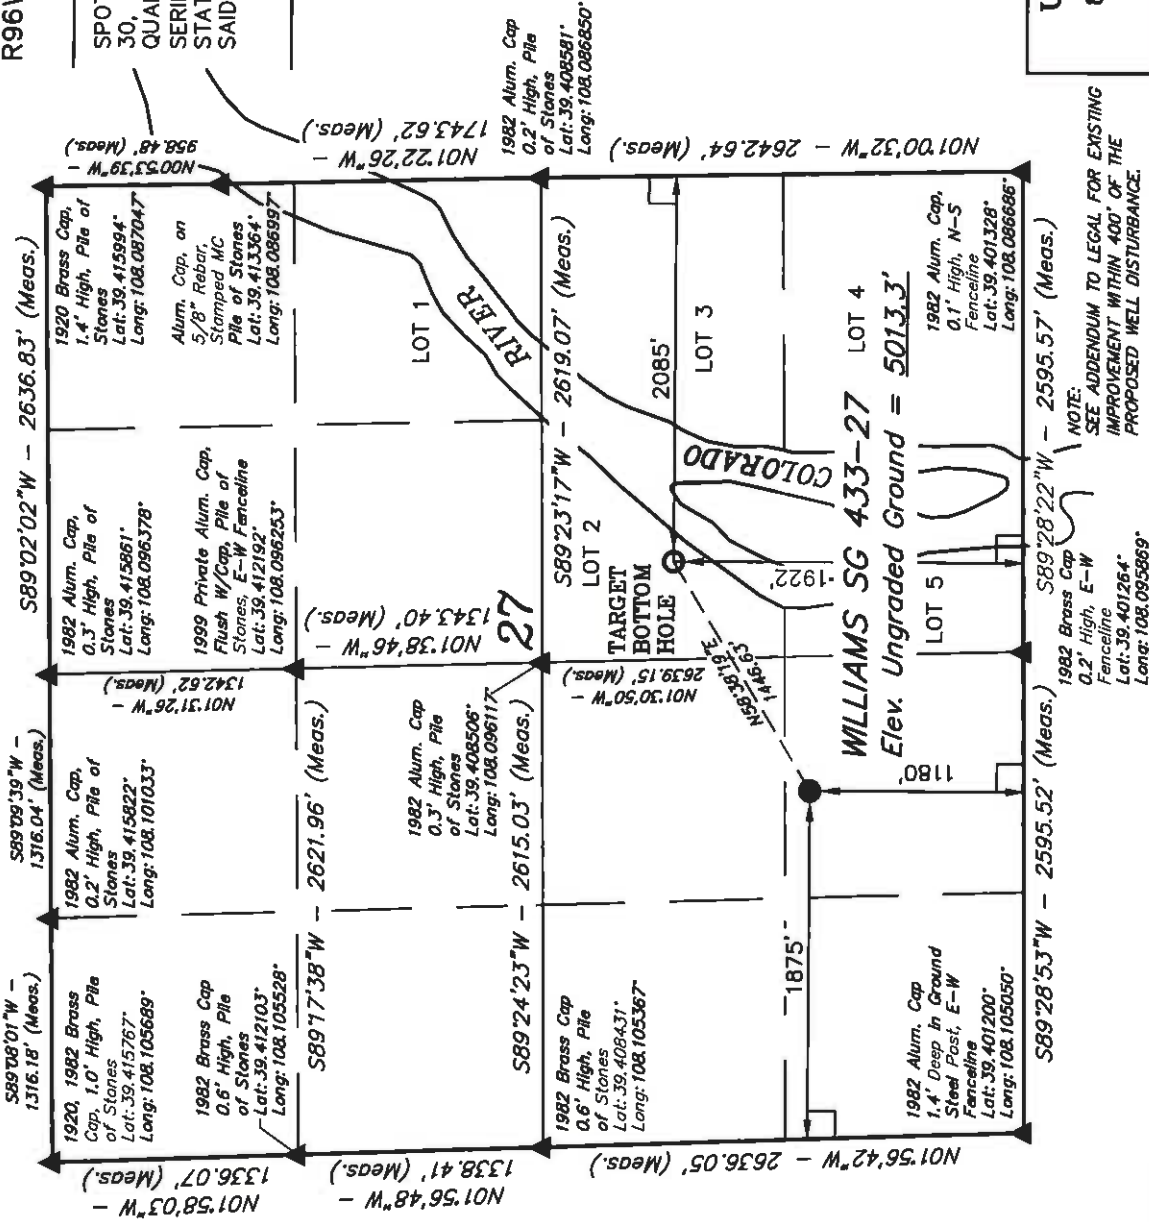 R96W
SPOT
30,
QUAI
SERI
STAT
SAID
S89°08'01"W –
1316.18' (Meas.)
S89°09'39"W –
1316.04' (Meas.)
S89°02'02"W – 2636.83' (Meas.)
N00°53'39"W –
958.48' (Meas.)
1920, 1982 Brass
Cap, 1.0' High, Pile
of Stones
Lat: 39.415767°
Long: 108.105689°
1982 Alum. Cap,
0.2' High, Pile of
Stones
Lat: 39.415822°
Long: 108.101033°
1982 Alum. Cap,
0.3' High, Pile of
Stones
Lat: 39.415861°
Long: 108.096378°
1920 Brass Cap,
1.4' High, Pile of
Stones
Lat: 39.415994°
Long: 108.087047°
N01°58'03"W –
1336.07' (Meas.)
N01°31'26"W –
1342.62' (Meas.)
1982 Brass Cap
0.6' High, Pile
of Stones
Lat: 39.412103°
Long: 108.105528°
1999 Private Alum. Cap,
Flush W/Cap, Pile of
Stones, E-W Fenceline
Lat: 39.412192°
Long: 108.096253°
Alum. Cap, on
5/8" Rebar,
Stamped MC
Pile of Stones
Lat: 39.413364°
Long: 108.086997°
S89°17'38"W – 2621.96' (Meas.)
N01°22'26"W –
1743.62' (Meas.)
LOT 1
RIVER
N01°56'48"W –
1338.41' (Meas.)
N01°38'46"W –
1343.40' (Meas.)
1982 Alum. Cap
0.3' High, Pile
of Stones
Lat: 39.408506°
Long: 108.096117°
1982 Alum. Cap
0.2' High, Pile
of Stones
Lat: 39.408581°
Long: 108.086850°
27
S89°24'23"W – 2615.03' (Meas.)
S89°23'17"W – 2619.07' (Meas.)
1982 Brass Cap
0.6' High, Pile
of Stones
Lat: 39.408431°
Long: 108.105367°
N01°30'50"W –
2639.15' (Meas.)
LOT 2
TARGET
BOTTOM
HOLE
2085'
LOT 3
N01°00'32"W – 2642.64' (Meas.)
N01°56'42"W – 2636.05' (Meas.)
N58°38'19"E
1446.63'
1922'
COLORADO
1875'
WILLIAMS SG 433-27
Elev. Ungraded Ground = 5013.3'
LOT 4
1180'
LOT 5
1982 Alum. Cap
1.4' Deep in Ground
Steel Post, E-W
Fenceline
Lat: 39.401200°
Long: 108.105050°
1982 Alum. Cap,
0.1' High, N-S
Fenceline
Lat: 39.401328°
Long: 108.086686°
S89°28'53"W – 2595.52' (Meas.)
S89°28'22"W – 2595.57' (Meas.)
1982 Brass Cap
0.2' High, E-W
Fenceline
Lat: 39.401264°
Long: 108.095869°
NOTE:
SEE ADDENDUM TO LEGAL FOR EXISTING
IMPROVEMENT WITHIN 400' OF THE
PROPOSED WELL DISTURBANCE.